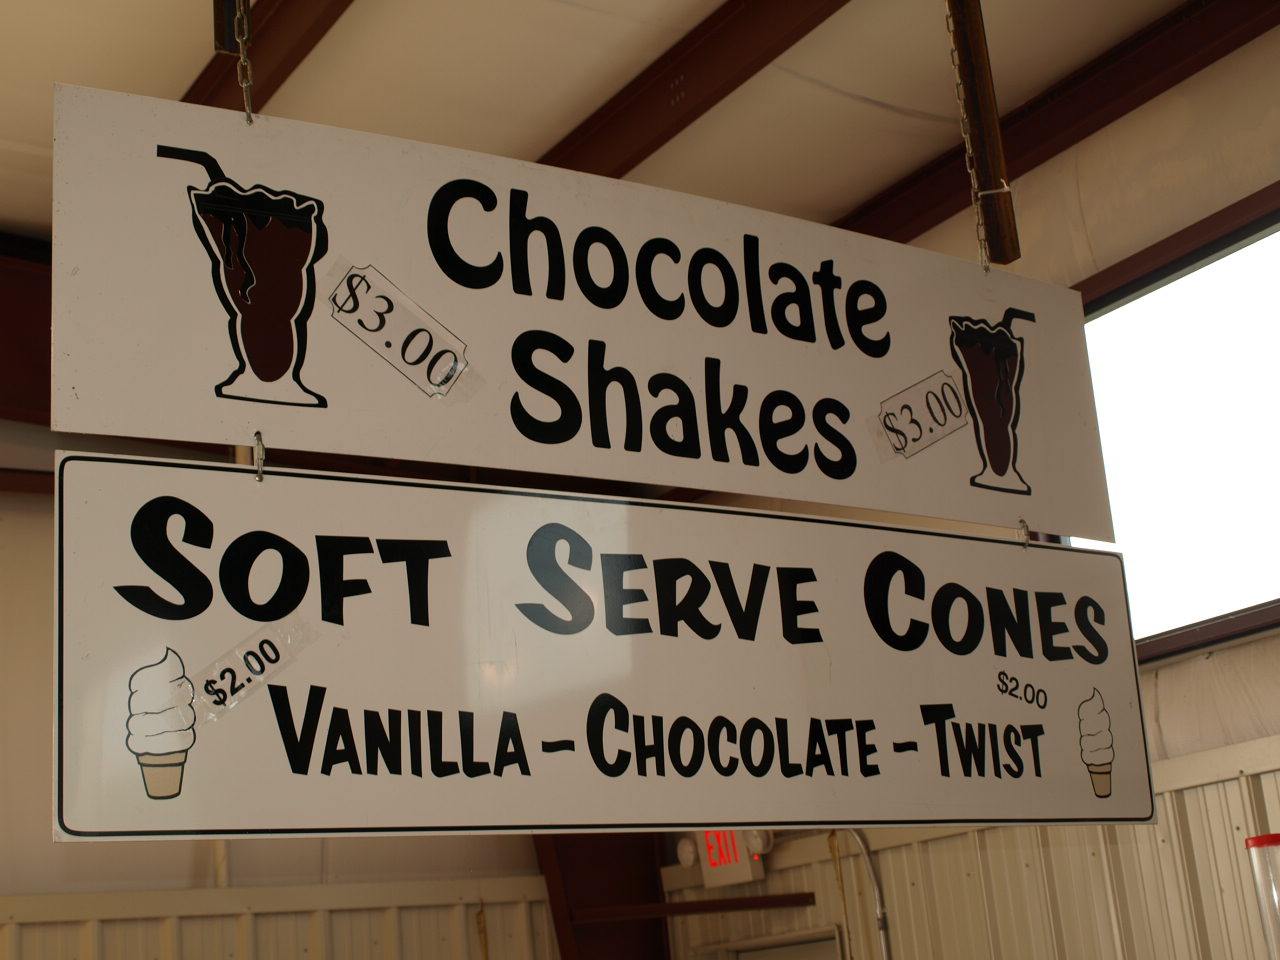 Chocolate
Shakes
$3.00
$3.00
SOFT SERVE CONES
$2.00
$2.00
VANILLA - CHOCOLATE - TWIST
EXIT